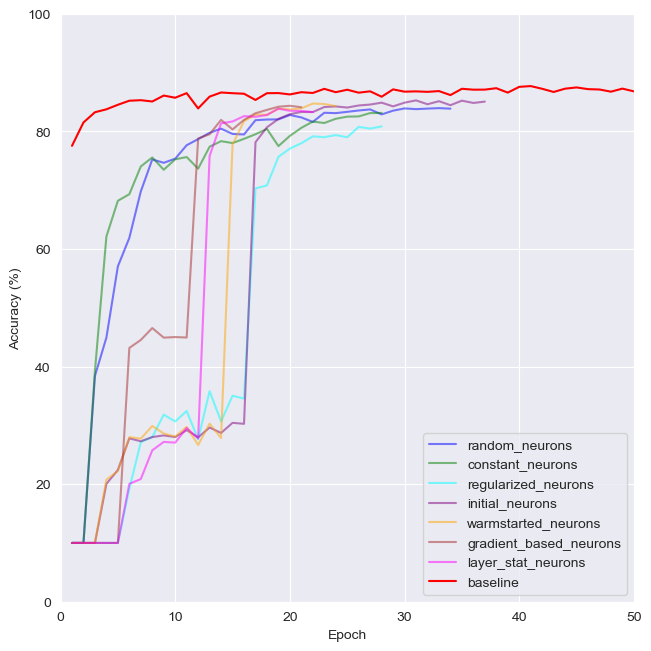 100
80
60
40
20
0
Accuracy (%)
random_neurons
constant_neurons
regularized_neurons
initial_neurons
warmstarted_neurons
gradient_based_neurons
layer_stat_neurons
baseline
0 10 20 30 40 50
Epoch